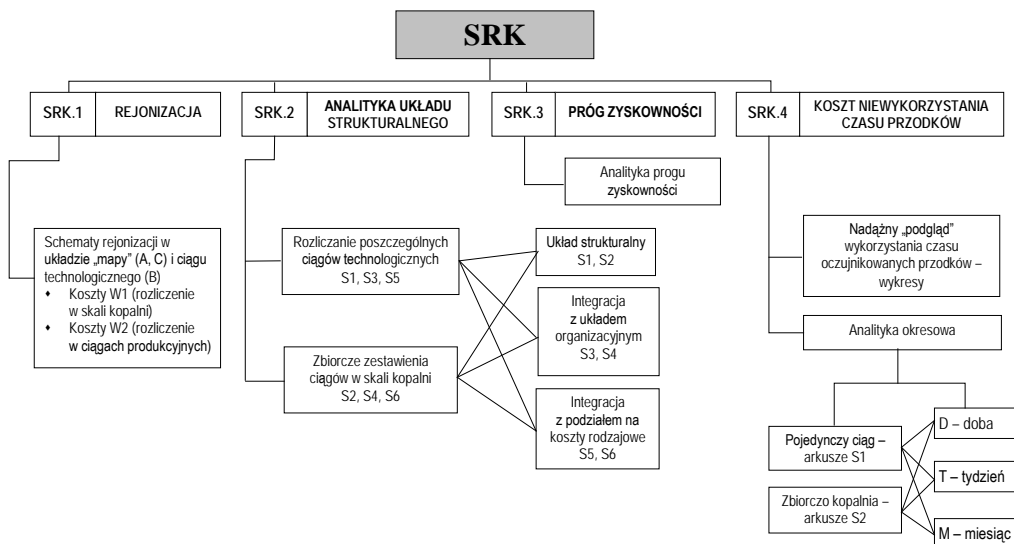 SRK
SRK.1
REJONIZACJA
SRK.2
ANALITYKA UKŁADU
STRUKTURALNEGO
SRK.3
PRÓG ZYSKOWNOŚCI
SRK.4
KOSZT NIEWYKORZYSTANIA
CZASU PRZODKÓW
Schematy rejonizacji w
układzie „mapy” (A, C) i ciągu
technologicznego (B)
♦ Koszty W1 (rozliczenie
w skali kopalni)
♦ Koszty W2 (rozliczenie
w ciągach produkcyjnych)
Rozliczanie poszczególnych
ciągów technologicznych
S1, S3, S5
Zbiorcze zestawienia
ciągów w skali kopalni
S2, S4, S6
Układ strukturalny
S1, S2
Integracja
z układem
organizacyjnym
S3, S4
Integracja
z podziałem na
koszty rodzajowe
S5, S6
Analityka progu
zyskowności
Nadążny „podgląd”
wykorzystania czasu
oczujnikowanych przodków –
wykresy
Analityka okresowa
Pojedynczy ciąg –
arkusze S1
Zbiorczo kopalnia –
arkusze S2
D – doba
T – tydzień
M – miesiąc